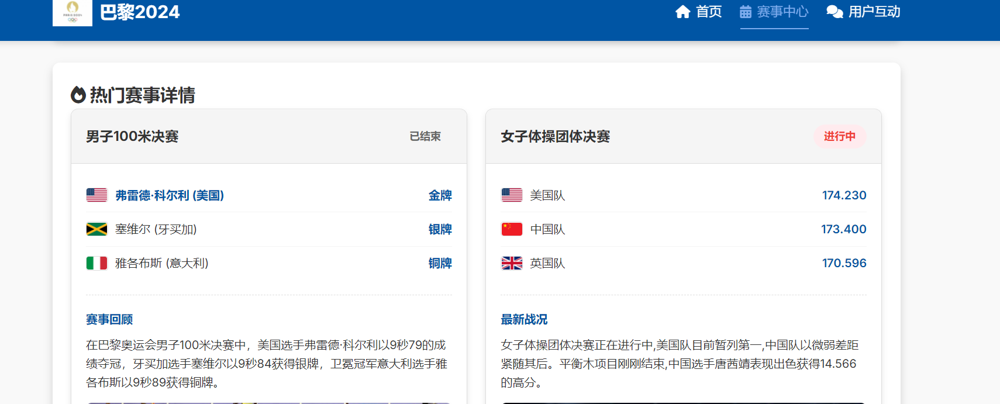 PARIS 2024
巴黎2024
首页
赛事中心
用户互动
热门赛事详情
男子100米决赛
已结束
弗雷德·科尔利 (美国)
金牌
塞维尔 (牙买加)
银牌
雅各布斯 (意大利)
铜牌
赛事回顾
在巴黎奥运会男子100米决赛中，美国选手弗雷德·科尔利以9秒79的成
绩夺冠，牙买加选手塞维尔以9秒84获得银牌，卫冕冠军意大利选手雅
各布斯以9秒89获得铜牌。
女子体操团体决赛
进行中
美国队
174.230
中国队
173.400
英国队
170.596
最新战况
女子体操团体决赛正在进行中,美国队目前暂列第一,中国队以微弱差距
紧随其后。平衡木项目刚刚结束,中国选手唐茜靖表现出色获得14.566
的高分。